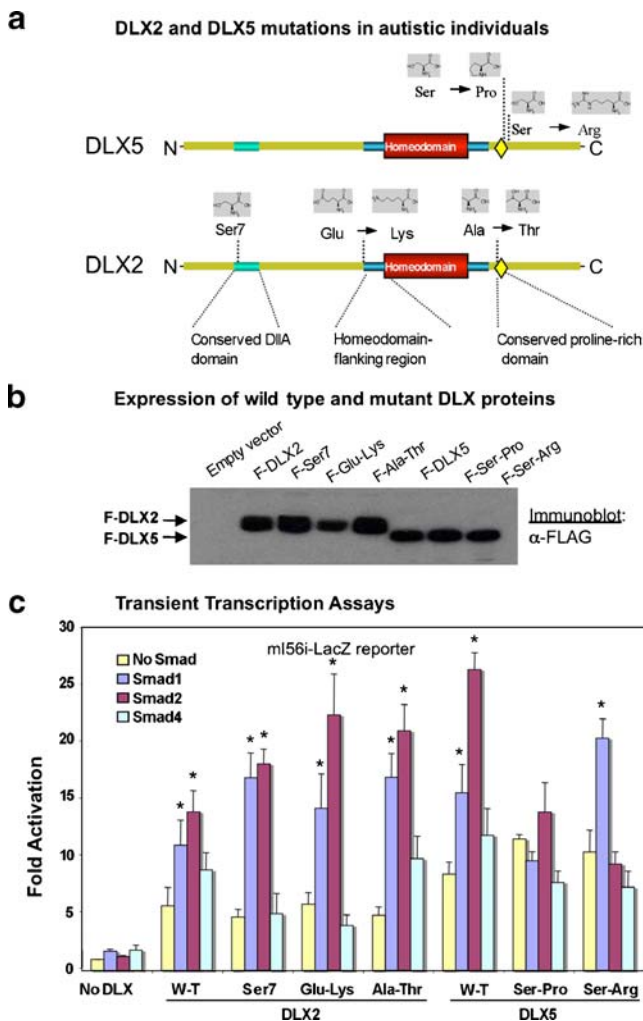 a
DLX2 and DLX5 mutations in autistic individuals
Ser Pro
Ser Arg
DLX5 N Homeodomain C
Ser7 Glu Lys Ala Thr
DLX2 N Homeodomain C
Conserved DllA domain
Homeodomain-flanking region
Conserved proline-rich domain
b
Expression of wild type and mutant DLX proteins
Empty vector
F-DLX2
F-Ser7
F-Glu-Lys
F-Ala-Thr
F-DLX5
F-Ser-Pro
F-Ser-Arg
F-DLX2
F-DLX5
Immunoblot:
α-FLAG
c
Transient Transcription Assays
mI56i-LacZ reporter
No Smad
Smad1
Smad2
Smad4
Fold Activation
30
25
20
15
10
5
0
* * * * * * * * * * *
No DLX W-T Ser7 Glu-Lys Ala-Thr W-T Ser-Pro Ser-Arg
DLX2 DLX5